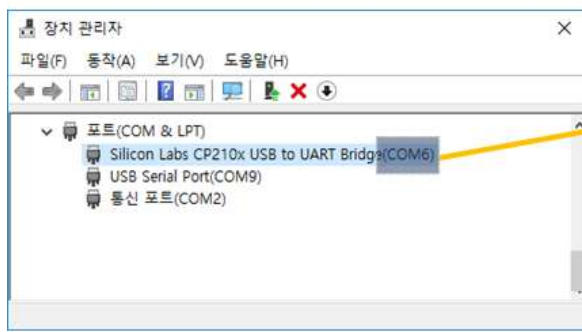 장치 관리자
파일(F) 동작(A) 보기(V) 도움말(H)
포트(COM & LPT)
Silicon Labs CP210x USB to UART Bridge(COM6)
USB Serial Port(COM9)
통신 포트(COM2)